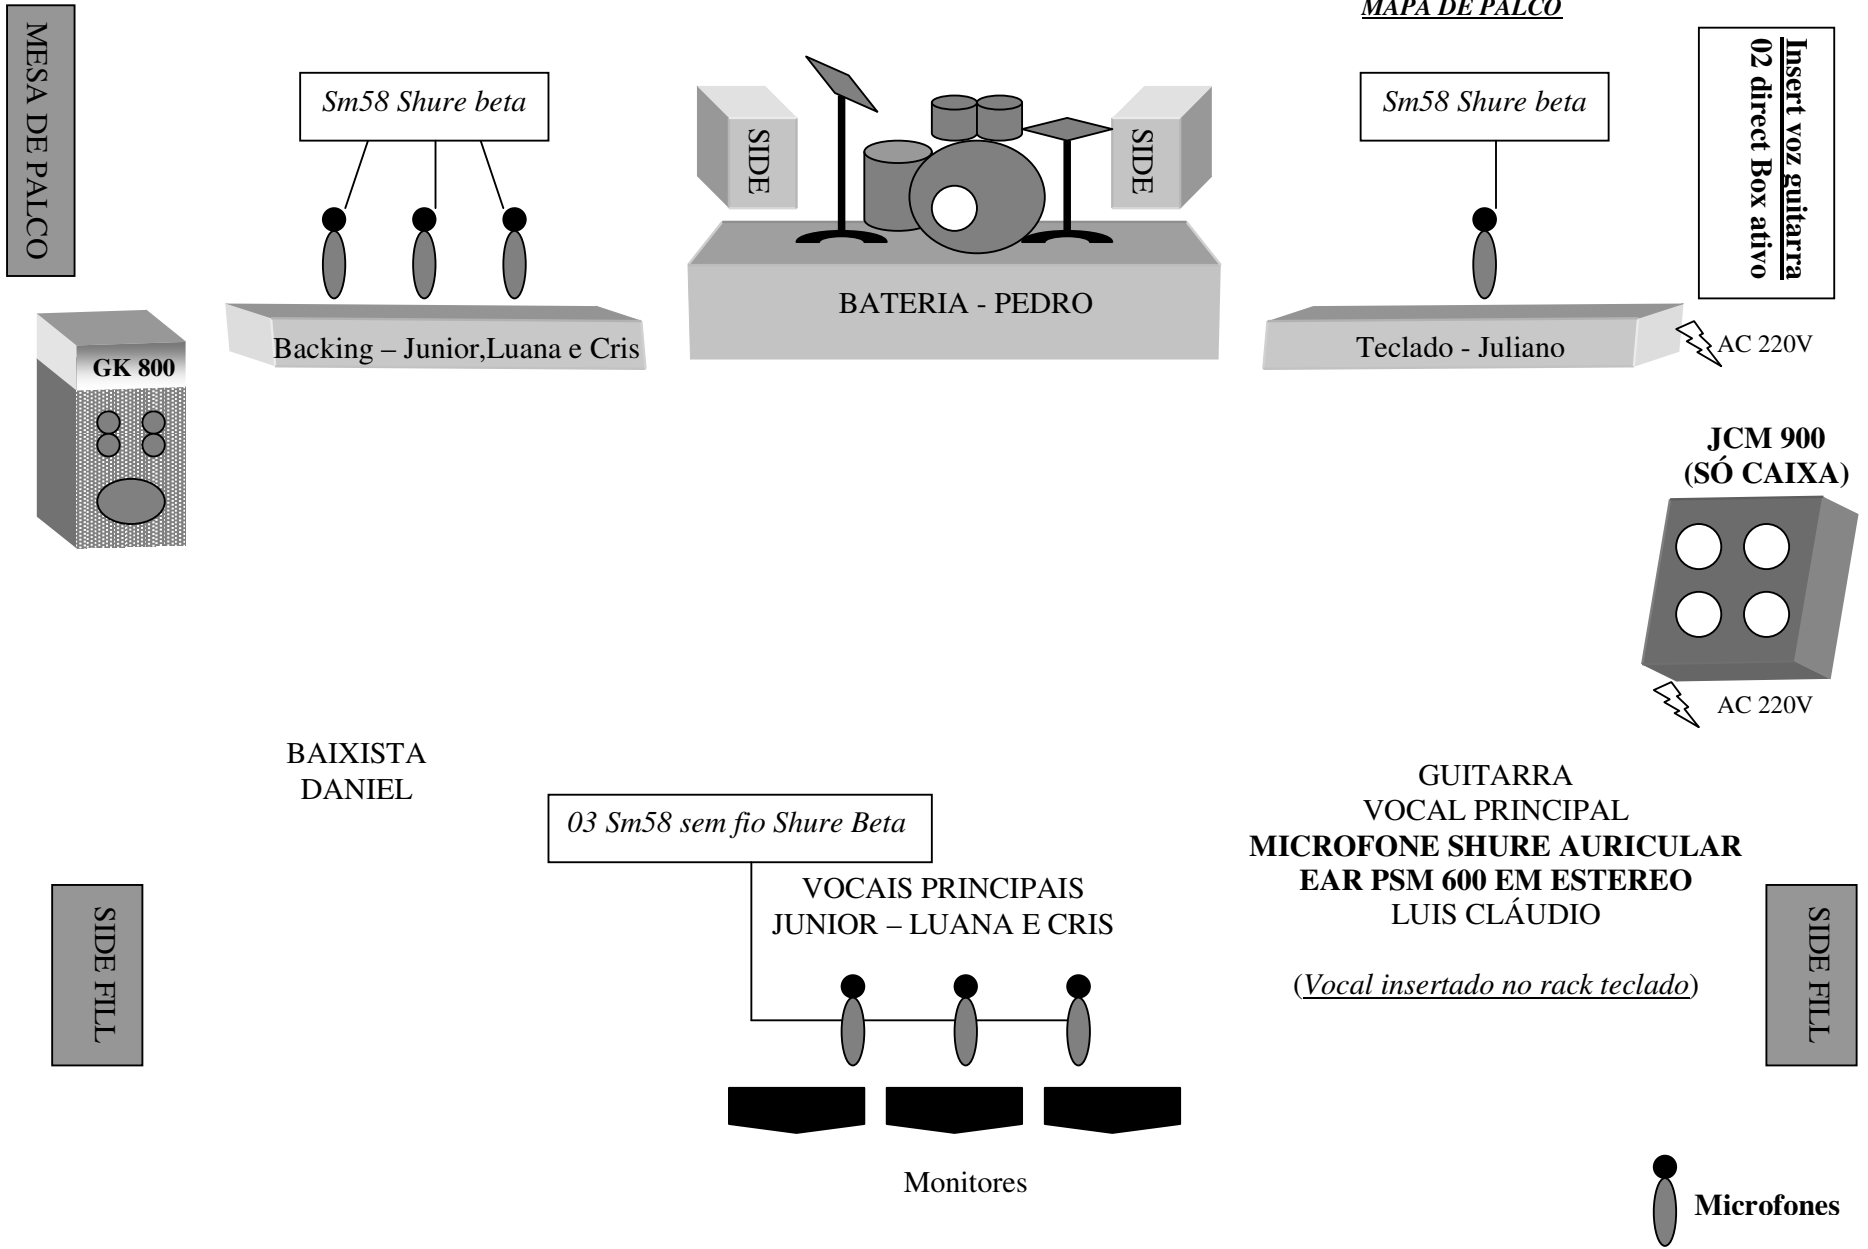 MAPA DE PALCO
MESA DE PALCO
Sm58 Shure beta
SIDE
SIDE
Sm58 Shure beta
Insert voz guitarra
02 direct Box ativo
BATERIA - PEDRO
Backing – Junior,Luana e Cris
Teclado - Juliano
AC 220V
GK 800
JCM 900
(SÓ CAIXA)
AC 220V
BAIXISTA
DANIEL
03 Sm58 sem fio Shure Beta
VOCAIS PRINCIPAIS
JUNIOR – LUANA E CRIS
GUITARRA
VOCAL PRINCIPAL
MICROFONE SHURE AURICULAR
EAR PSM 600 EM ESTEREO
LUIS CLÁUDIO
(Vocal insertado no rack teclado)
SIDE FILL
SIDE FILL
Monitores
Microfones